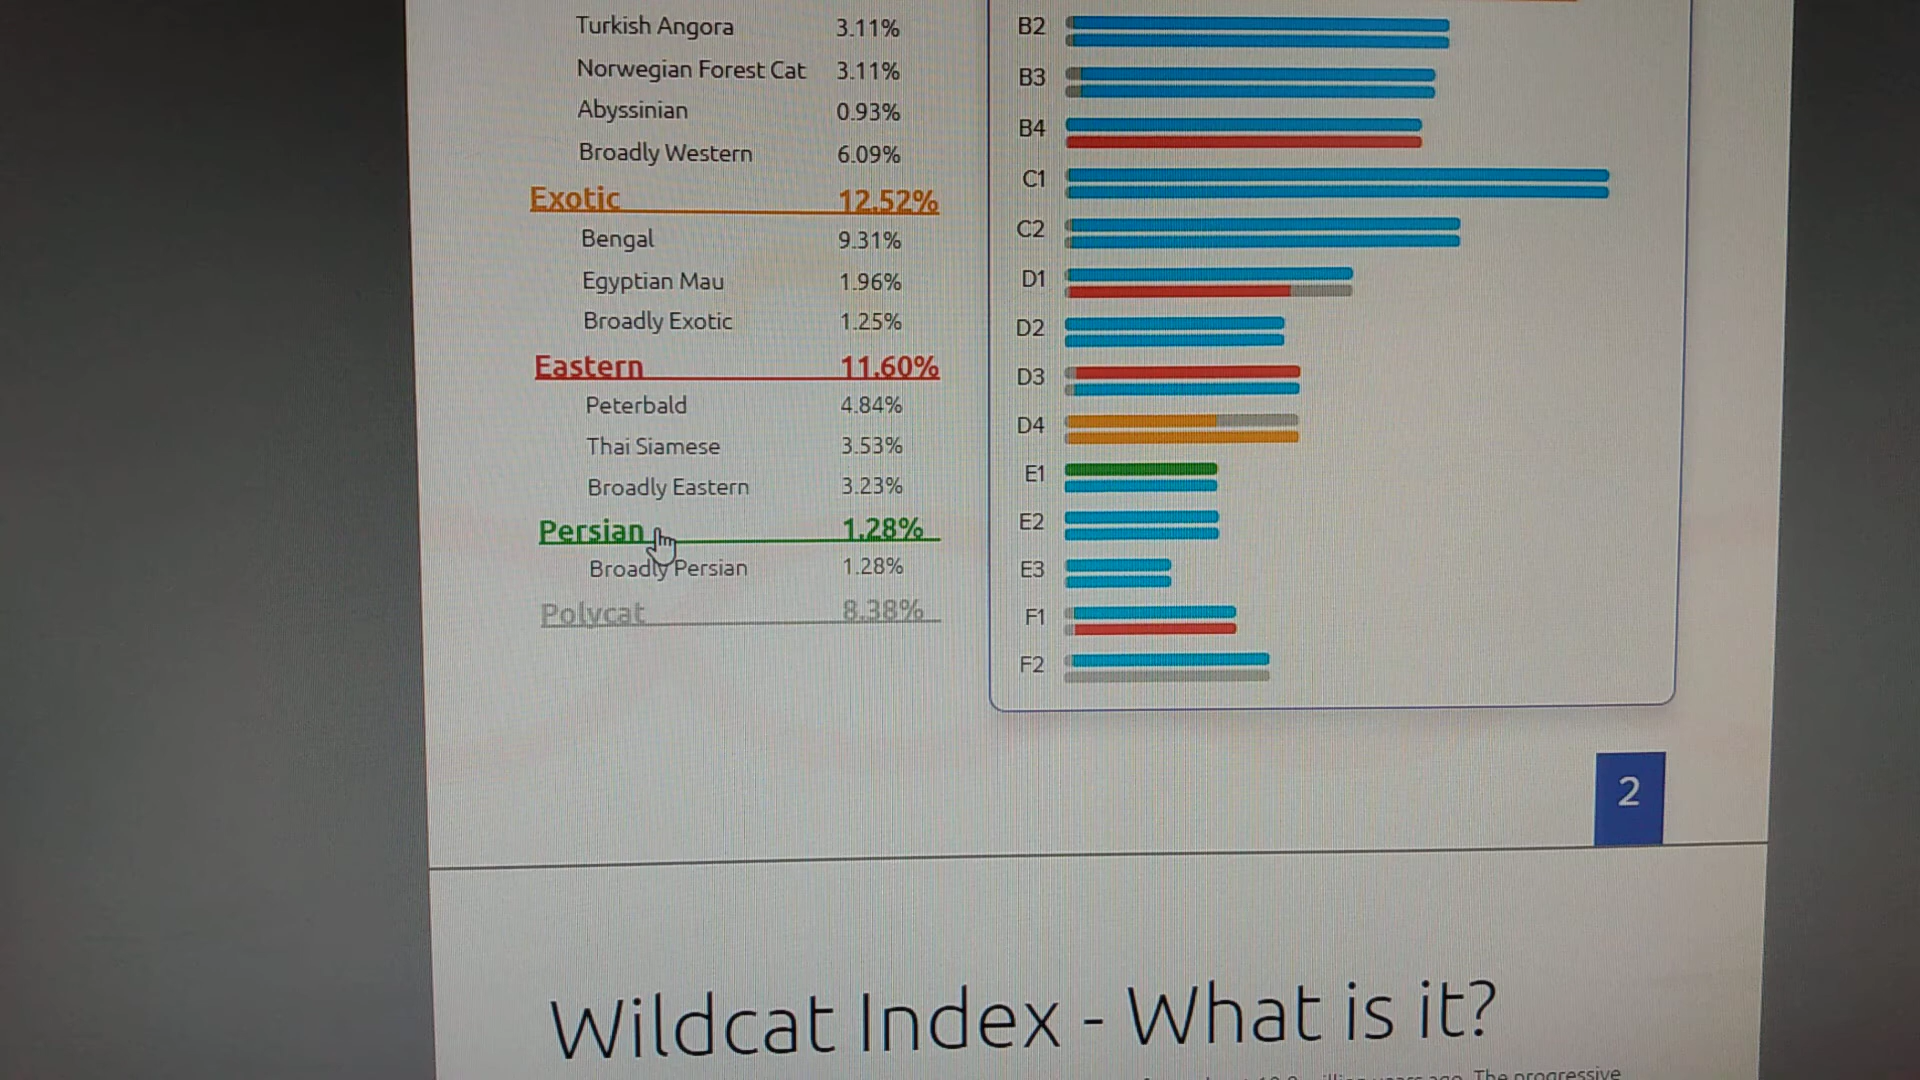 Turkish Angora 3.11%
Norwegian Forest Cat 3.11%
Abyssinian 0.93%
Broadly Western 6.09%
Exotic 12.52%
Bengal 9.31%
Egyptian Mau 1.96%
Broadly Exotic 1.25%
Eastern 11.60%
Peterbald 4.84%
Thai Siamese 3.53%
Broadly Eastern 3.23%
Persian 1.28%
Broadly Persian 1.28%
Polycat 8.38%
B2
B3
B4
C1
C2
D1
D2
D3
D4
E1
E2
E3
F1
F2
2
Wildcat Index - What is it?
ago. The progressive